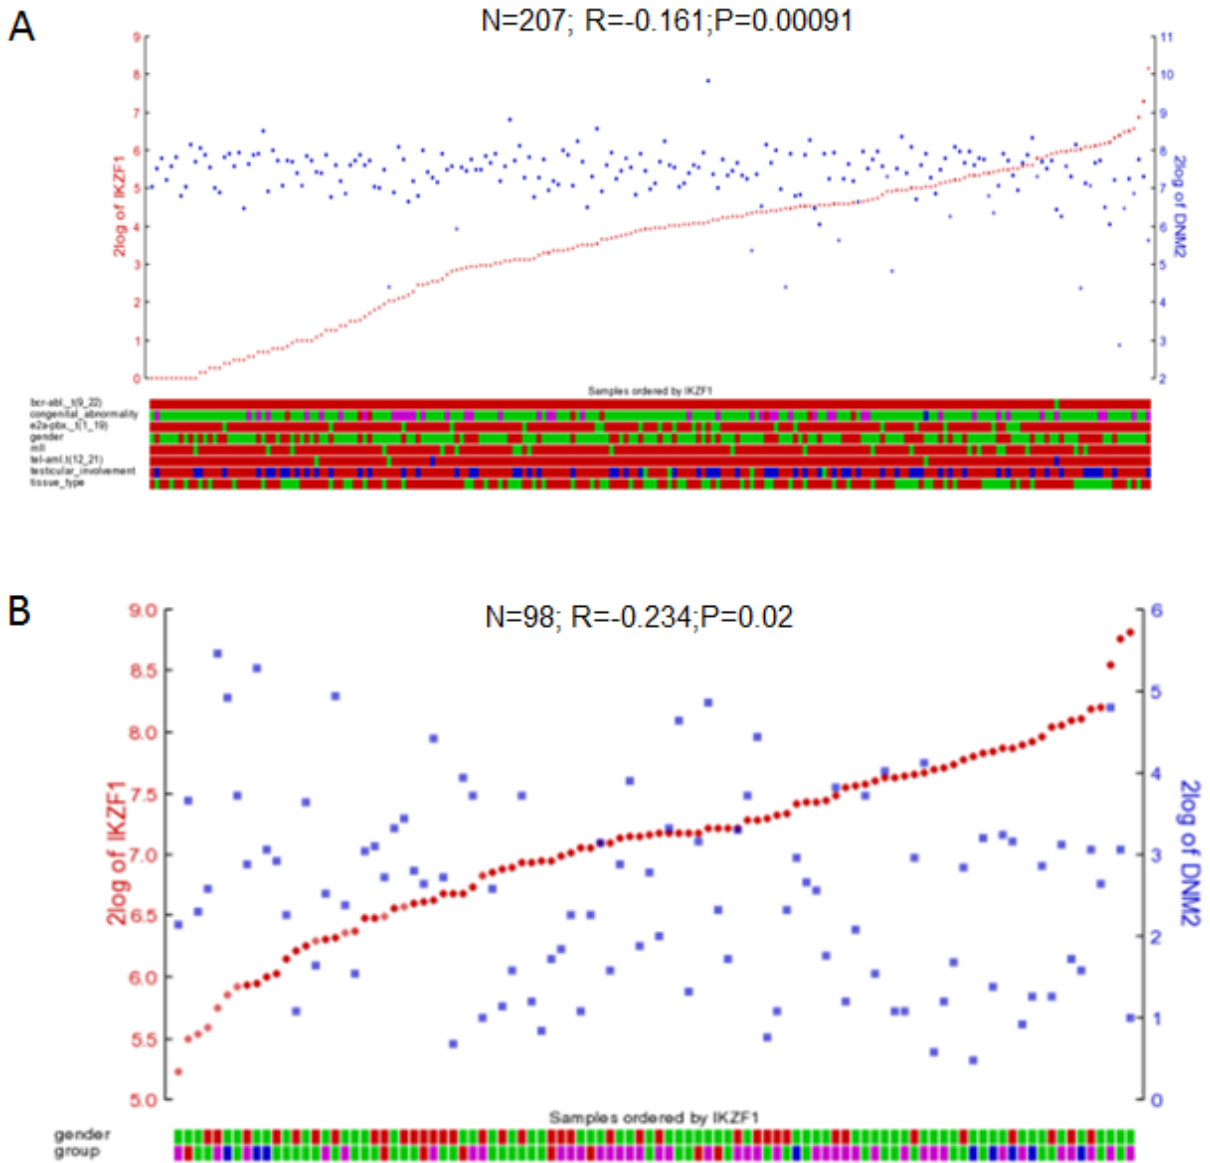 A
N=207; R=-0.161;P=0.00091
9
8
7
6
5
4
3
2
1
0
2log of IKZF1
11
10
9
8
7
6
5
4
3
2
2log of DNM2
Samples ordered by IKZF1
bcr-abl._t(9_22)
congenital_abnormality
e2a-pbx._t(1_19)
gender
mll
tel-aml.t(12_21)
testicular_involvement
tissue_type
B
N=98; R=-0.234;P=0.02
9.0
8.5
8.0
7.5
7.0
6.5
6.0
5.5
5.0
2log of IKZF1
6
5
4
3
2
1
0
2log of DNM2
Samples ordered by IKZF1
gender
group